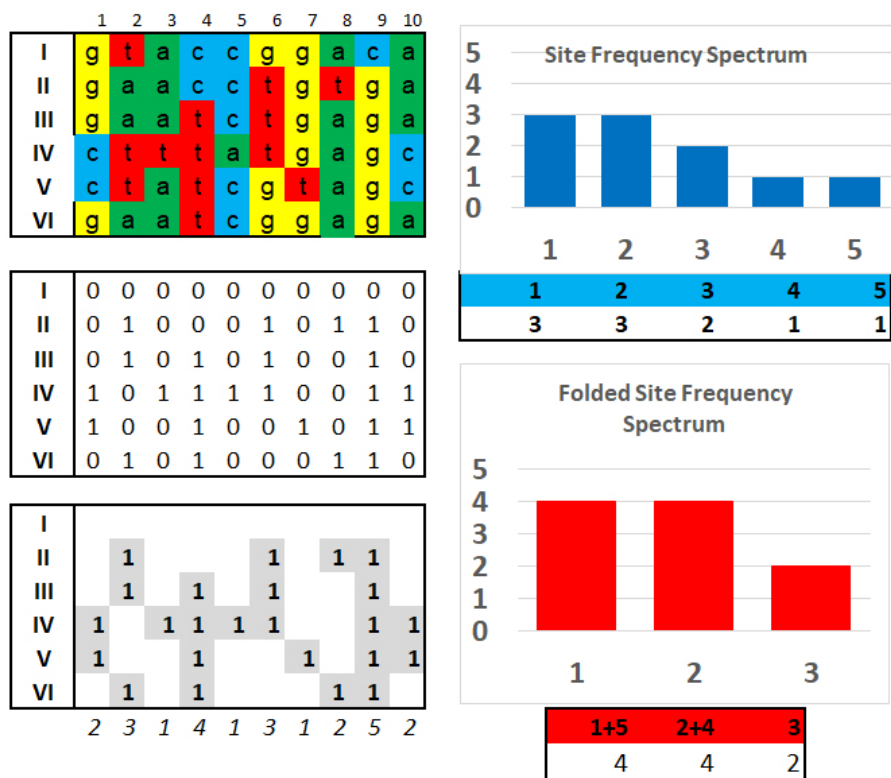 1 2 3 4 5 6 7 8 9 10
I g t a c c g g a c a
II g a a c c t g t g a
III g a a t c t g a g a
IV c t t t a t g a g c
V c t a t c g t a g c
VI g a a t c g g a g a
I 0 0 0 0 0 0 0 0 0 0
II 0 1 0 0 0 1 0 1 1 0
III 0 1 0 1 0 1 0 0 1 0
IV 1 0 1 1 1 1 0 0 1 1
V 1 0 0 1 0 0 1 0 1 1
VI 0 1 0 1 0 0 0 1 1 0
I
II 1 1 1 1
III 1 1 1 1
IV 1 1 1 1 1 1 1
V 1 1 1 1 1
VI 1 1 1 1
2 3 1 4 1 3 1 2 5 2
Site Frequency Spectrum
5
4
3
2
1
0
1 2 3 4 5
1 2 3 4 5
3 3 2 1 1
Folded Site Frequency
Spectrum
5
4
3
2
1
0
1 2 3
1+5 2+4 3
4 4 2